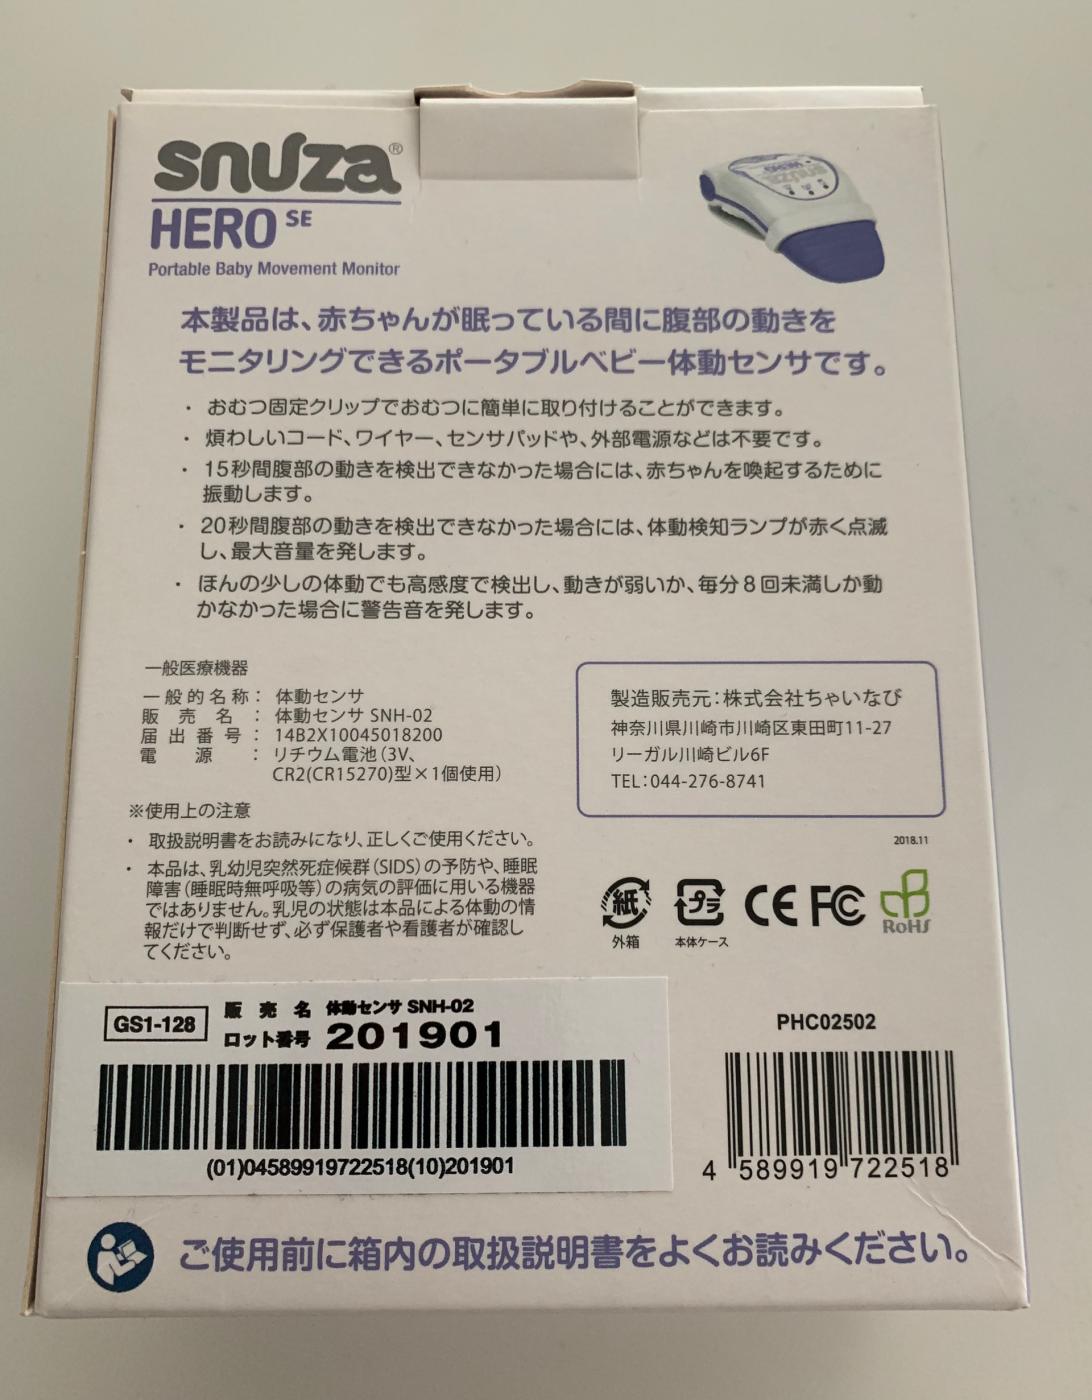 snuza®
HERO SE
Portable Baby Movement Monitor
本製品は、赤ちゃんが眠っている間に腹部の動きを
モニタリングできるポータブルベビー体動センサです。
・ おむつ固定クリップでおむつに簡単に取り付けることができます。
・ 煩わしいコード、ワイヤー、センサパッドや、外部電源などは不要です。
・ 15秒間腹部の動きを検出できなかった場合には、赤ちゃんを喚起するために
振動します。
・ 20秒間腹部の動きを検出できなかった場合には、体動検知ランプが赤く点滅
し、最大音量を発します。
・ ほんの少しの体動でも高感度で検出し、動きが弱いか、毎分8回未満しか動
かなかった場合に警告音を発します。
一般医療機器
一般的名称： 体動センサ
販売名： 体動センサ SNH-02
届出番号： 14B2X10045018200
電源： リチウム電池（3V、
CR2(CR15270)型×1個使用）
※使用上の注意
・ 取扱説明書をお読みになり、正しくご使用ください。
・ 本品は、乳幼児突然死症候群（SIDS）の予防や、睡眠
障害（睡眠時無呼吸等）の病気の評価に用いる機器
ではありません。乳児の状態は本品による体動の情
報だけで判断せず、必ず保護者や看護者が確認し
てください。
製造販売元：株式会社ちゃいなび
神奈川県川崎市川崎区東田町11-27
リーガル川崎ビル6F
TEL：044-276-8741
2018.11
紙
外箱
プラ
本体ケース
CE FC
RoHS
GS1-128
販売名 体動センサ SNH-02
ロット番号 201901
(01)04589919722518(10)201901
PHC02502
4 589919 722518
ご使用前に箱内の取扱説明書をよくお読みください。